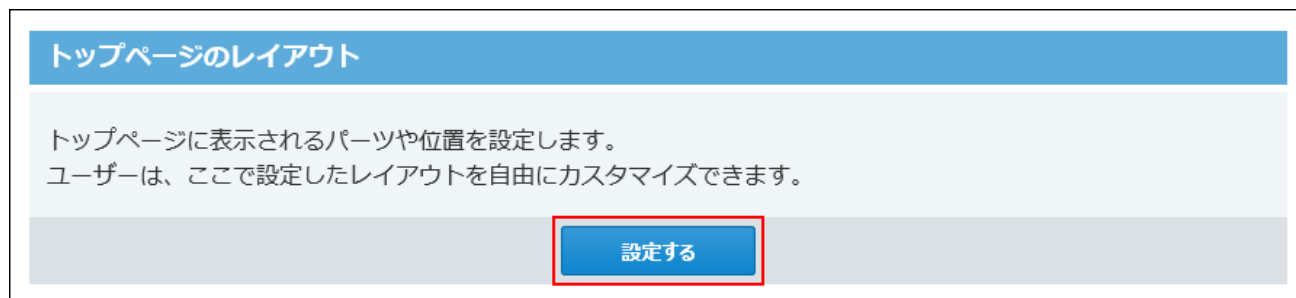 トップページのレイアウト
トップページに表示されるパーツや位置を設定します。
ユーザーは、ここで設定したレイアウトを自由にカスタマイズできます。
設定する